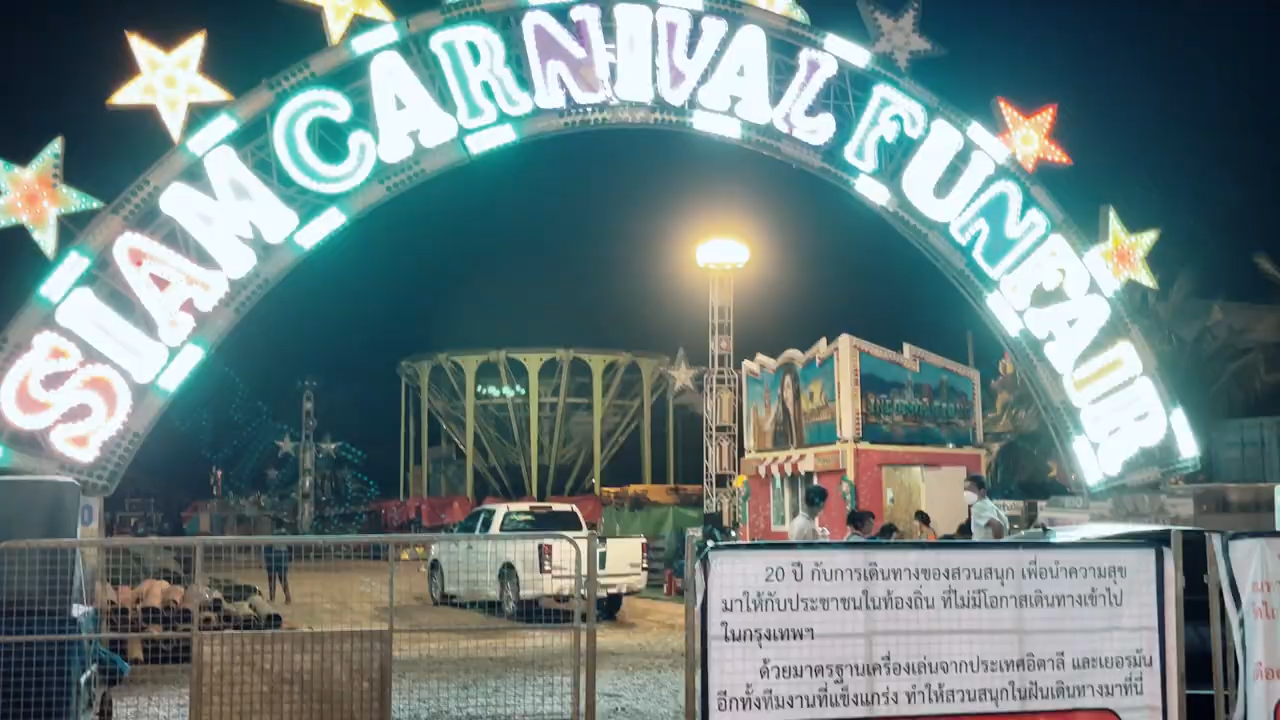 SIAM CARNIVAL FUNFAIR
20 ปี กับการเดินทางของสวนสนุก เพื่อนำความสุข
มาให้กับประชาชนในท้องถิ่น ที่ไม่มีโอกาสเดินทางเข้าไป
ในกรุงเทพฯ
ด้วยมาตรฐานเครื่องเล่นจากประเทศอิตาลี และเยอรมัน
อีกทั้งทีมงานที่แข็งแกร่ง ทำให้สวนสนุกในฝันเดินทางมาที่นี่